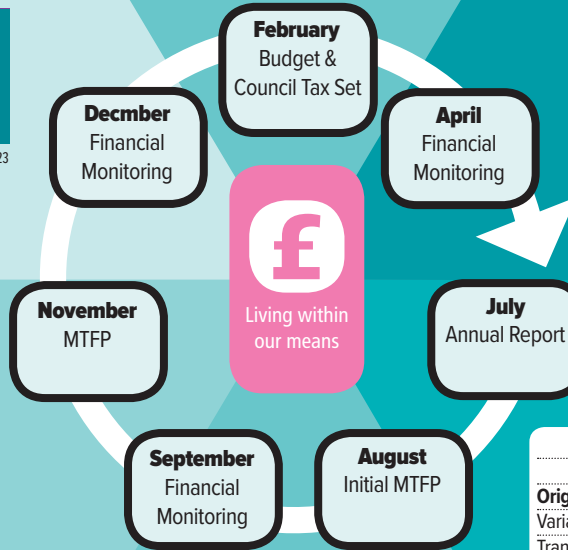 February
Budget &
Council Tax Set
April
Financial
Monitoring
July
Annual Report
August
Initial MTFP
September
Financial
Monitoring
November
MTFP
Decmber
Financial
Monitoring
£
Living within
our means